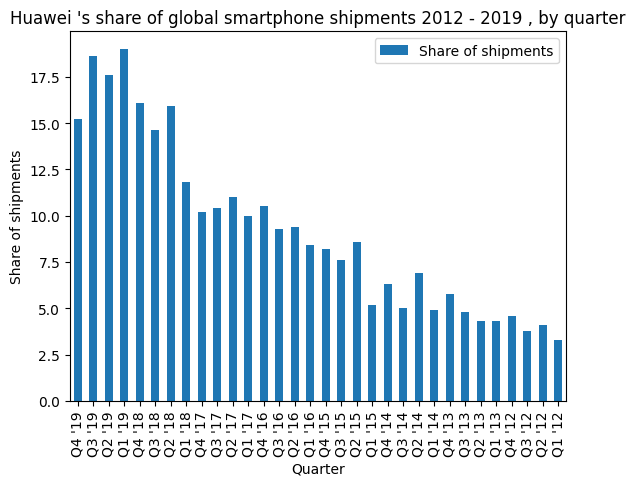 Huawei 's share of global smartphone shipments 2012 - 2019 , by quarter
Share of shipments
Share of shipments
17.5
15.0
12.5
10.0
7.5
5.0
2.5
0.0
Q4 '19
Q3 '19
Q2 '19
Q1 '19
Q4 '18
Q3 '18
Q2 '18
Q1 '18
Q4 '17
Q3 '17
Q2 '17
Q1 '17
Q4 '16
Q3 '16
Q2 '16
Q1 '16
Q4 '15
Q3 '15
Q2 '15
Q1 '15
Q4 '14
Q3 '14
Q2 '14
Q1 '14
Q4 '13
Q3 '13
Q2 '13
Q1 '13
Q4 '12
Q3 '12
Q2 '12
Q1 '12
Quarter